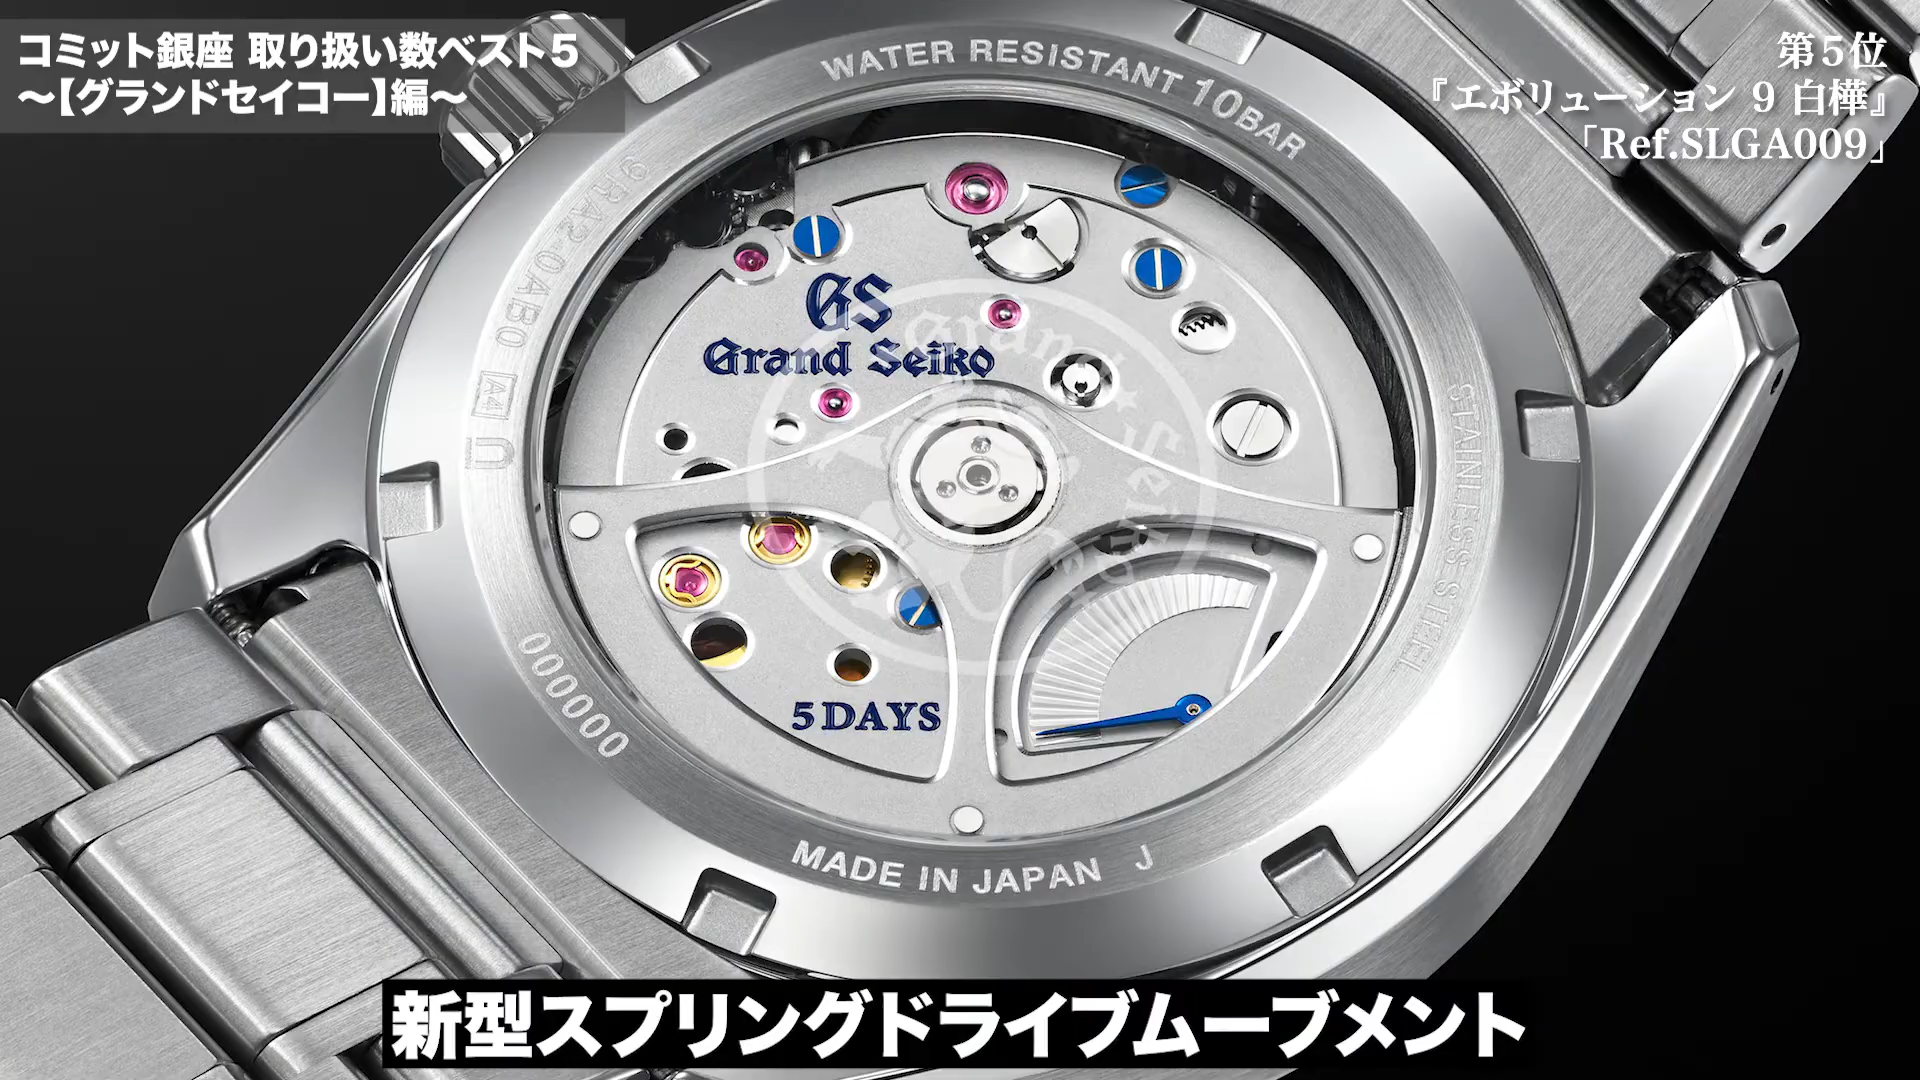 コミット銀座 取り扱い数ベスト5
～【グランドセイコー】編～
第5位
『エボリューション 9 白樺』
「Ref.SLGA009」
WATER RESISTANT 10BAR
9RA2-0AB0 A4
STAINLESS STEEL
GS
Grand Seiko
Grand Seiko
5 DAYS
000000
MADE IN JAPAN J
新型スプリングドライブムーブメント